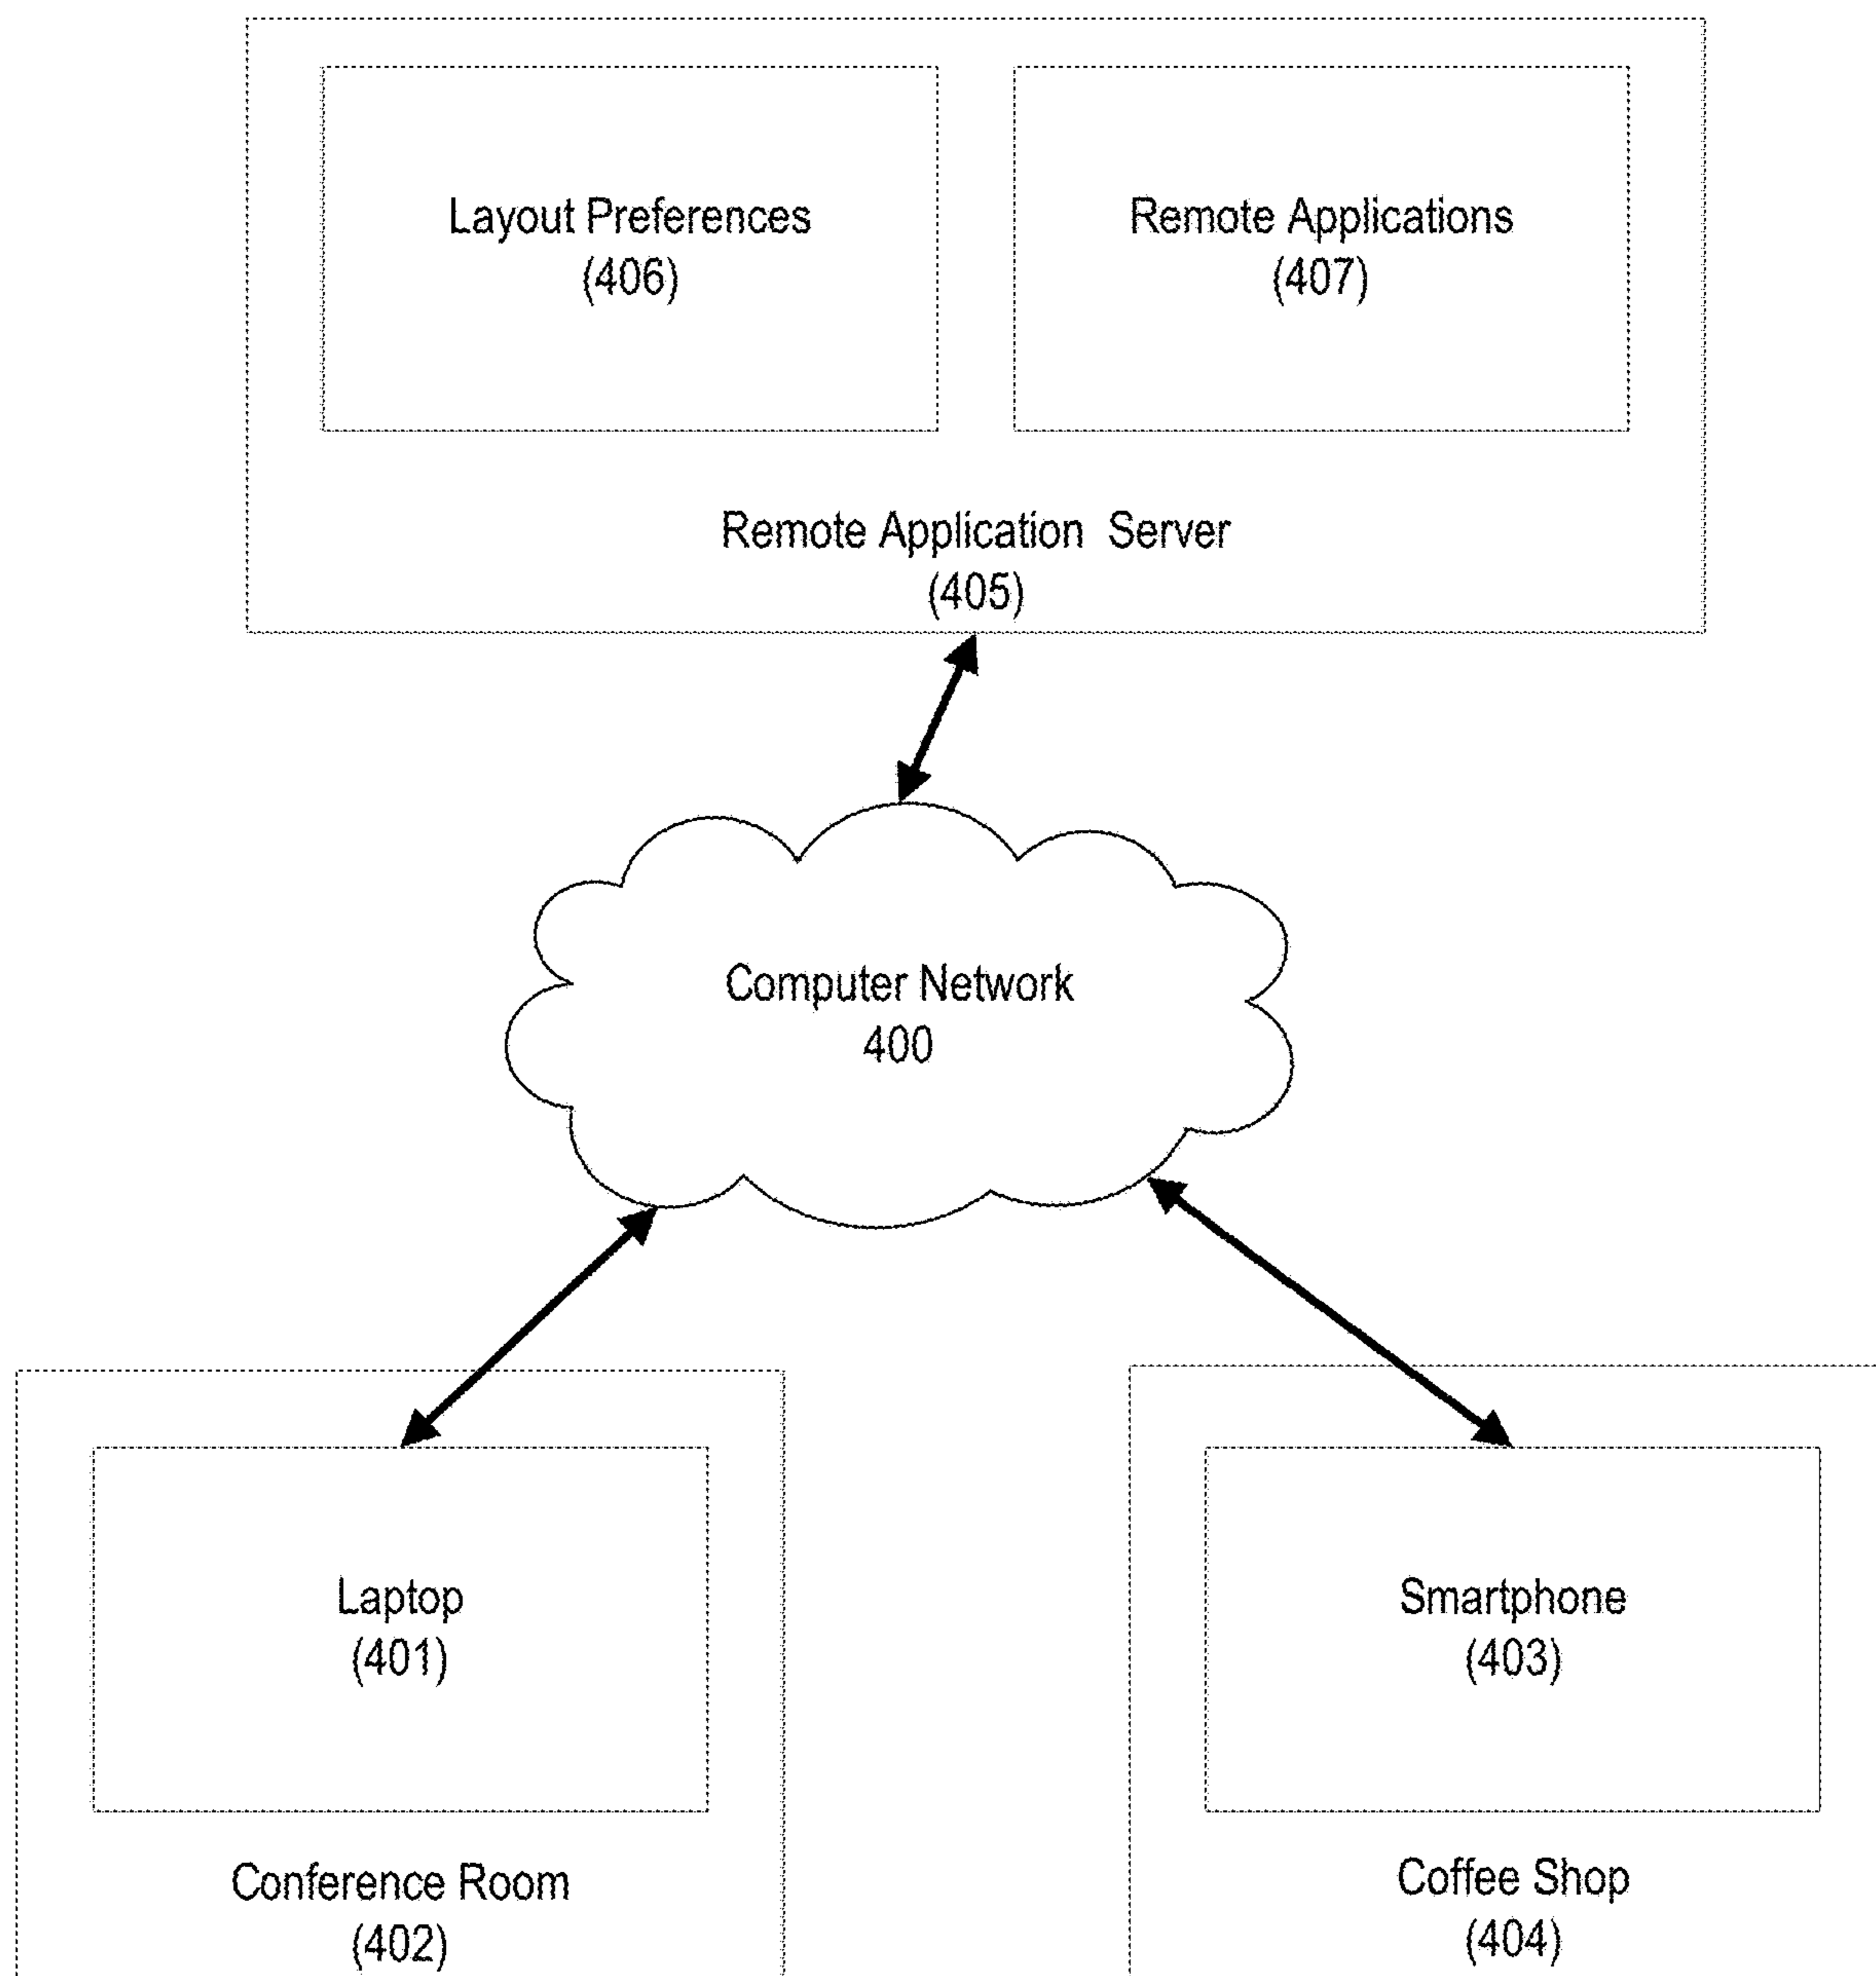 Layout Preferences
(406)
Remote Applications
(407)
Remote Application Server
(405)
Computer Network
400
Laptop
(401)
Conference Room
(402)
Smartphone
(403)
Coffee Shop
(404)